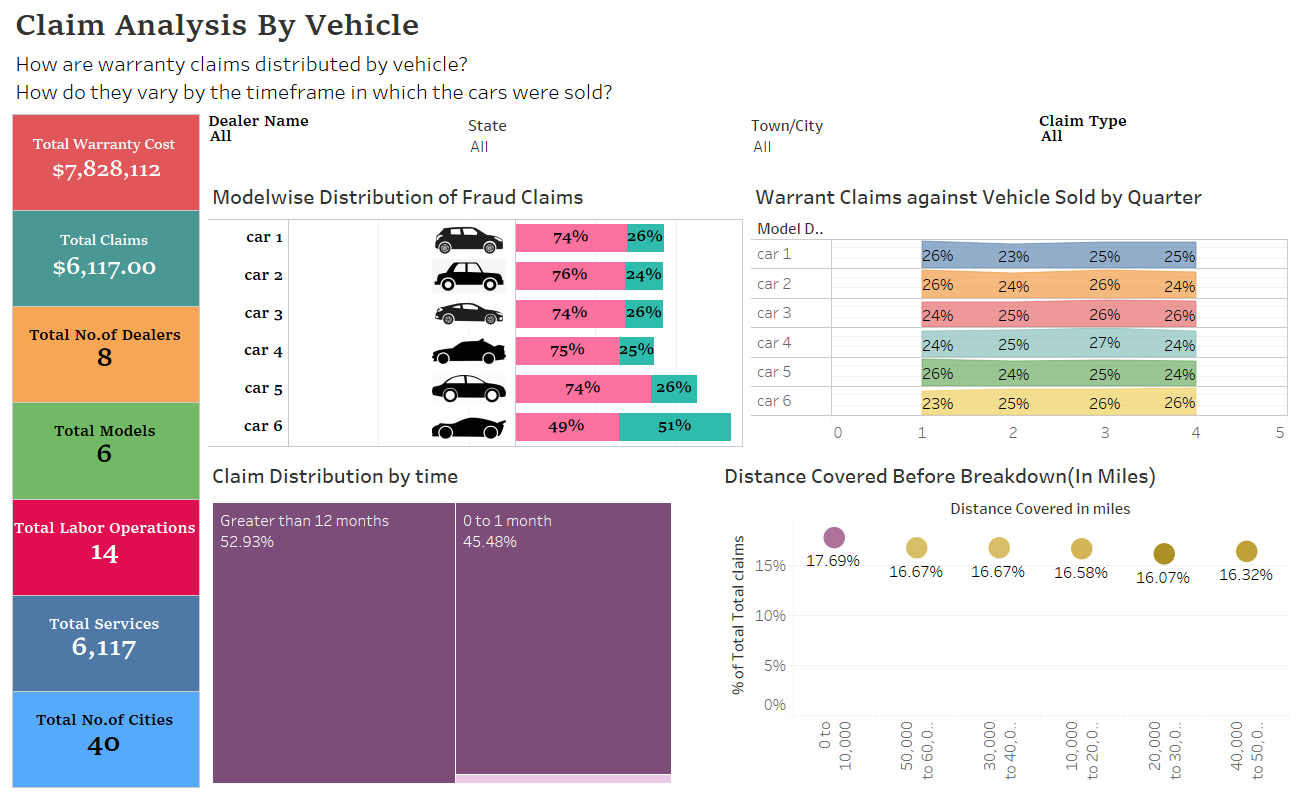 Claim Analysis By Vehicle
How are warranty claims distributed by vehicle?
How do they vary by the timeframe in which the cars were sold?
Total Warranty Cost
$7,828,112
Total Claims
$6,117.00
Total No.of Dealers
8
Total Models
6
Total Labor Operations
14
Total Services
6,117
Total No.of Cities
40
Dealer Name
All
State
All
Town/City
All
Claim Type
All
Modelwise Distribution of Fraud Claims
car 1 74% 26%
car 2 76% 24%
car 3 74% 26%
car 4 75% 25%
car 5 74% 26%
car 6 49% 51%
Warrant Claims against Vehicle Sold by Quarter
Model D..
car 1 26% 23% 25% 25%
car 2 26% 24% 26% 24%
car 3 24% 25% 26% 26%
car 4 24% 25% 27% 24%
car 5 26% 24% 25% 24%
car 6 23% 25% 26% 26%
0 1 2 3 4 5
Claim Distribution by time
Greater than 12 months
52.93%
0 to 1 month
45.48%
Distance Covered Before Breakdown(In Miles)
Distance Covered in miles
% of Total Total claims
15%
10%
5%
0%
17.69% 16.67% 16.67% 16.58% 16.07% 16.32%
0 to
10,000
50,000
to 60,0..
30,000
to 40,0..
10,000
to 20,0..
20,000
to 30,0..
40,000
to 50,0..